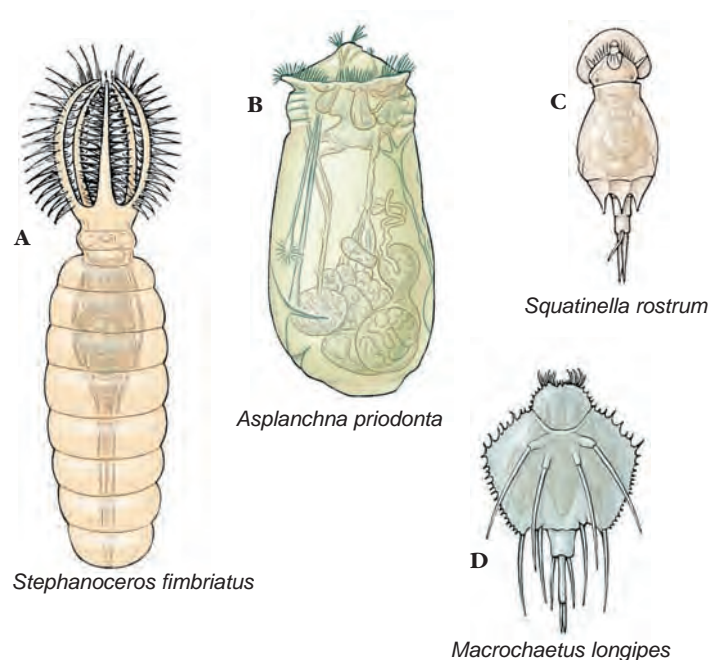 A
Stephanoceros fimbriatus
B
Asplanchna priodonta
C
Squatinella rostrum
D
Macrochaetus longipes